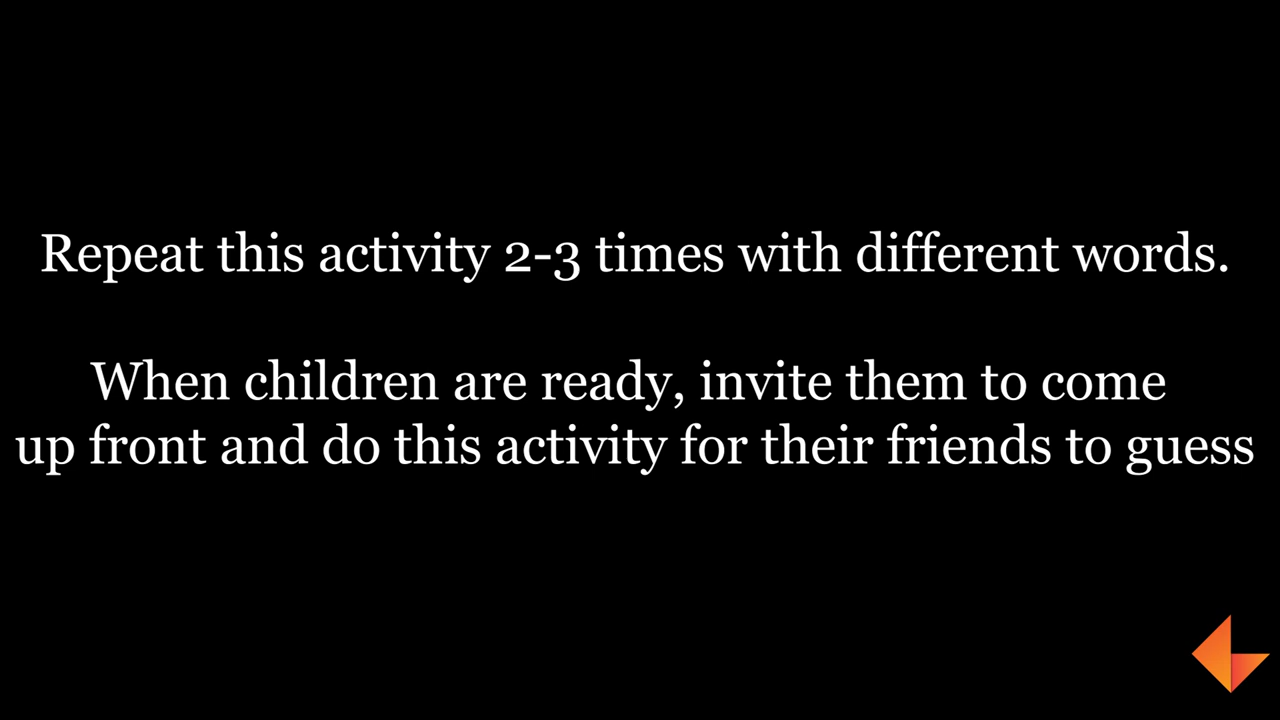 Repeat this activity 2-3 times with different words.
When children are ready, invite them to come
up front and do this activity for their friends to guess